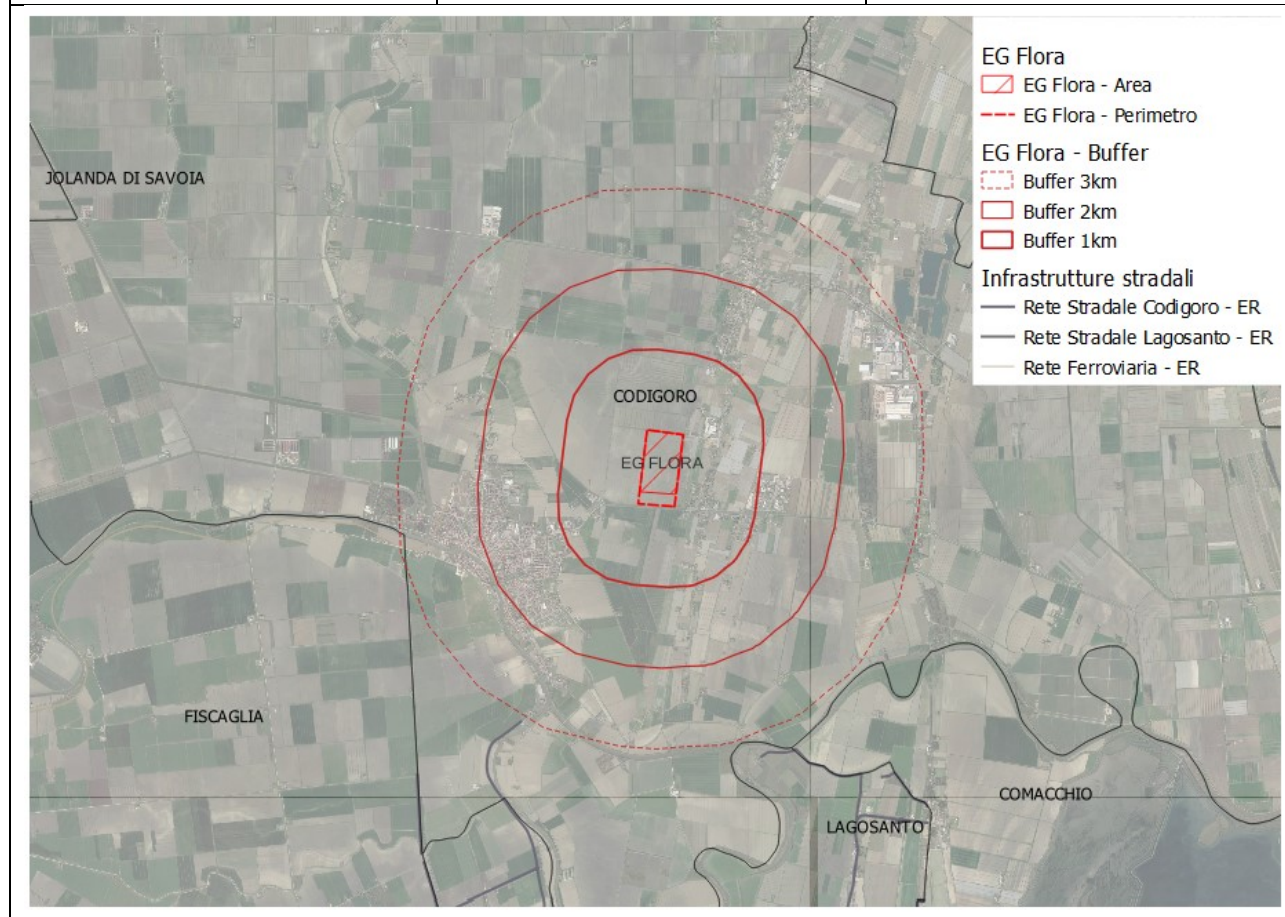 EG Flora
EG Flora - Area
EG Flora - Perimetro
EG Flora - Buffer
Buffer 3km
Buffer 2km
Buffer 1km
Infrastrutture stradali
Rete Stradale Codigoro - ER
Rete Stradale Lagosanto - ER
Rete Ferroviaria - ER
JOLANDA DI SAVOIA
CODIGORO
EG FLORA
FISCAGLIA
COMACCHIO
LAGOSANTO